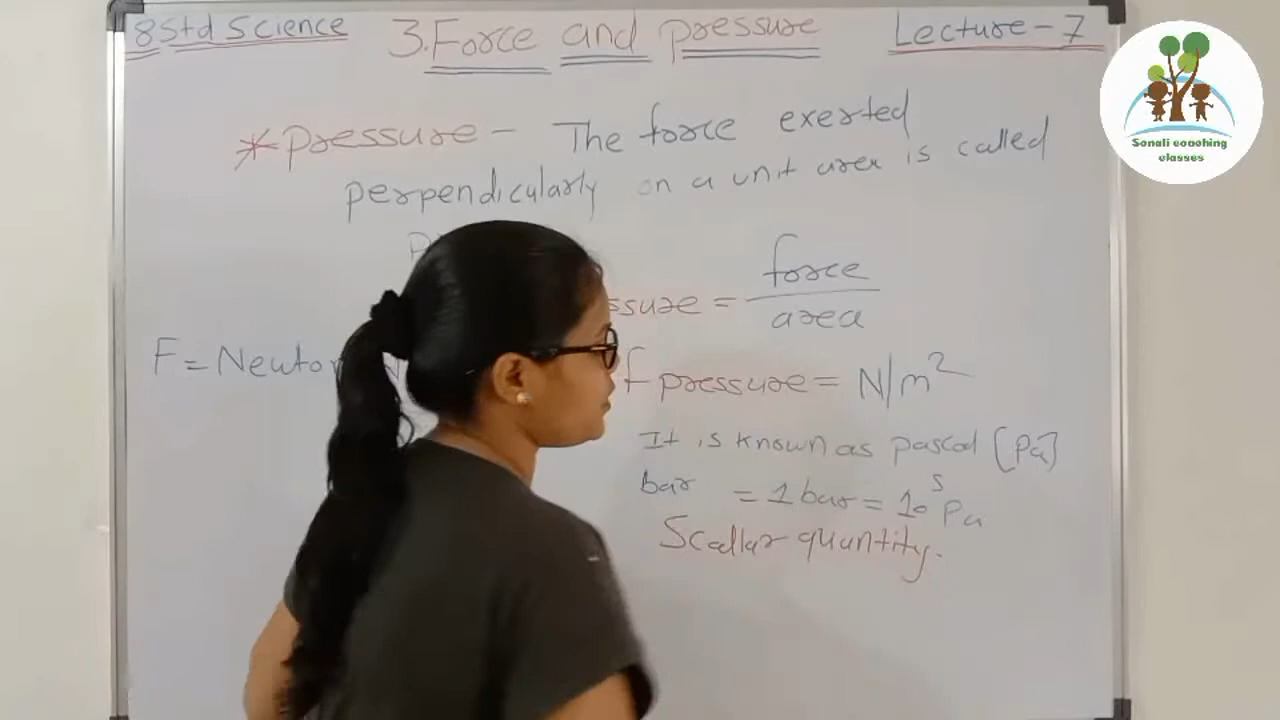 8Std Science 3.Force and pressure Lecture-7
* pressure - The force exerted
perpendicularly on a unit area is called
ssure = force
area
F = Newto
f pressure = N/m²
It is known as pascal [Pa]
bar = 1 bar = 10⁵ Pa
Scallar quantity.
Sonali coaching
classes